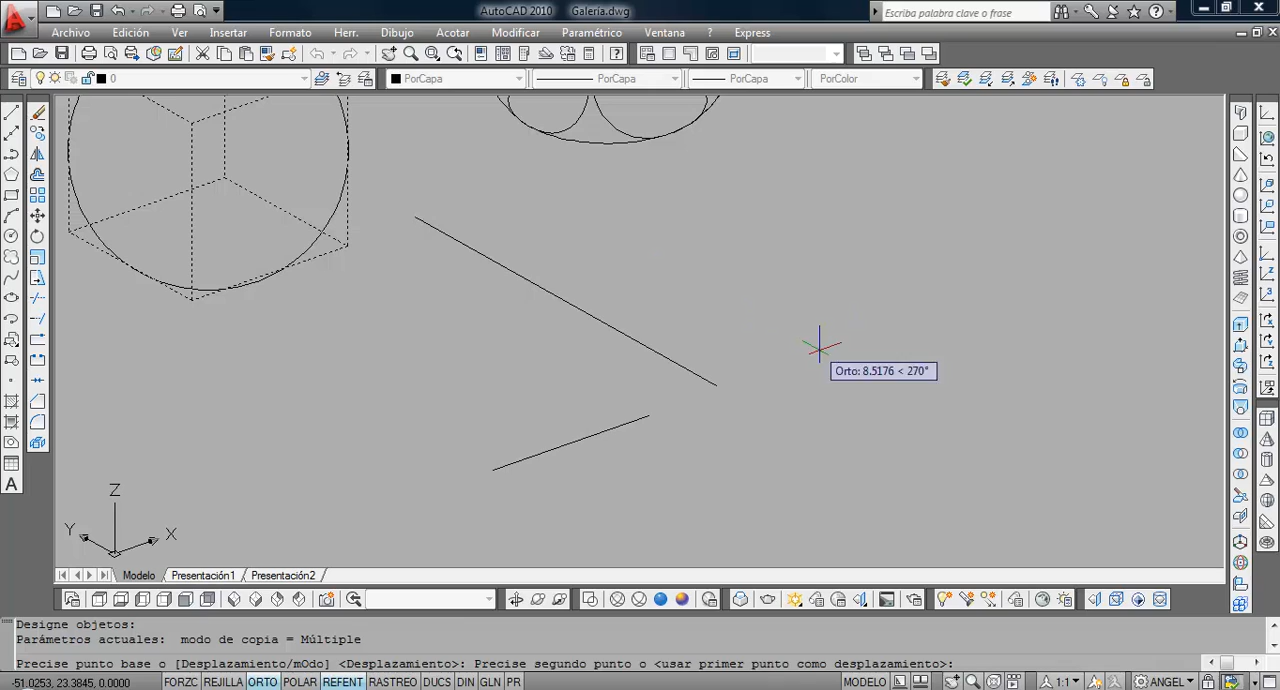 AutoCAD 2010 Galería.dwg
Escriba palabra clave o frase
Archivo Edición Ver Insertar Formato Herr. Dibujo Acotar Modificar Paramétrico Ventana ? Express
0 PorCapa PorCapa PorCapa PorColor
Orto: 8.5176 < 270°
Z
Y X
A
Modelo Presentación1 Presentación2
Designe objetos:
Parámetros actuales: modo de copia = Múltiple
Precise punto base o [Desplazamiento/mOdo] <Desplazamiento>: Precise segundo punto o <usar primer punto como desplazamiento>:
-51.0253, 23.3845, 0.0000 FORZC REJILLA ORTO POLAR REFENT RASTREO DUCS DIN GLN PR MODELO 1:1 ANGEL